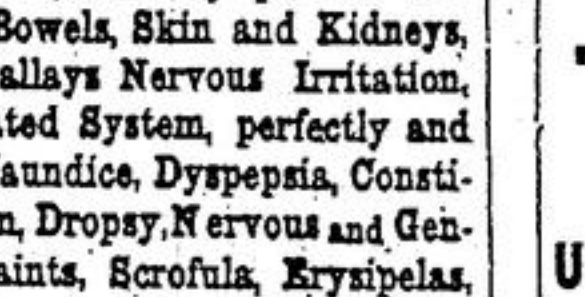 Bowels, Skin and Kidneys,
allays Nervous Irritation,
ted System, perfectly and
aundice, Dyspepsia, Consti-
n, Dropsy, Nervous and Gen-
aints, Scrofula, Erysipelas,
U